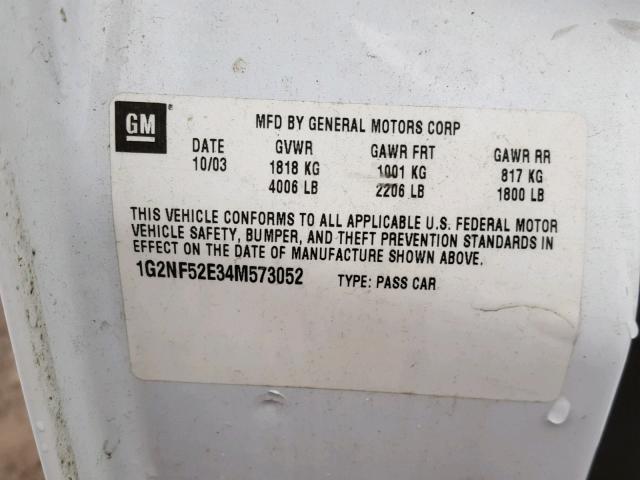 GM ®
MFD BY GENERAL MOTORS CORP
DATE GVWR GAWR FRT GAWR RR
10/03 1818 KG 1001 KG 817 KG
4006 LB 2206 LB 1800 LB
THIS VEHICLE CONFORMS TO ALL APPLICABLE U.S. FEDERAL MOTOR
VEHICLE SAFETY, BUMPER, AND THEFT PREVENTION STANDARDS IN
EFFECT ON THE DATE OF MANUFACTURE SHOWN ABOVE.
1G2NF52E34M573052 TYPE: PASS CAR